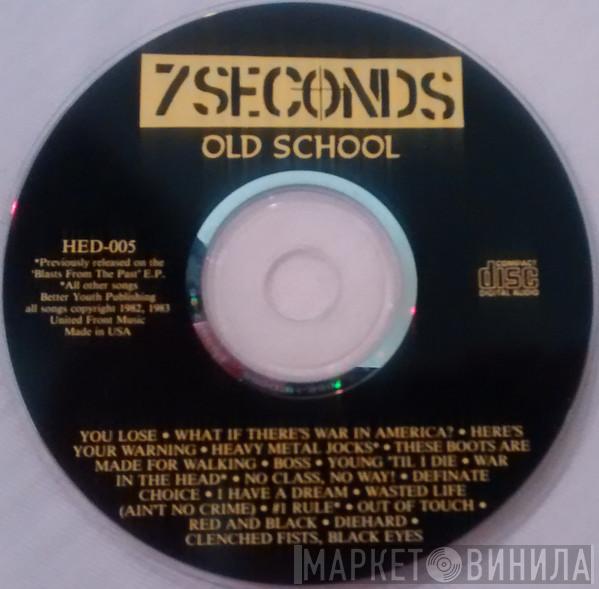 7SECONDS
OLD SCHOOL
HED-005
*Previously released on the
'Blasts From The Past' E.P.
*All other songs
Better Youth Publishing
all songs copyright 1982, 1983
United Front Music
Made in USA
COMPACT
disc
DIGITAL AUDIO
YOU LOSE • WHAT IF THERE'S WAR IN AMERICA? • HERE'S
YOUR WARNING • HEAVY METAL JOCKS* • THESE BOOTS ARE
MADE FOR WALKING • BOSS • YOUNG 'TIL I DIE • WAR
IN THE HEAD* • NO CLASS, NO WAY! • DEFINATE
CHOICE • I HAVE A DREAM • WASTED LIFE
(AIN'T NO CRIME) • #1 RULE* • OUT OF TOUCH •
RED AND BLACK • DIEHARD •
CLENCHED FISTS, BLACK EYES
МАРКЕТ ВИНИЛА